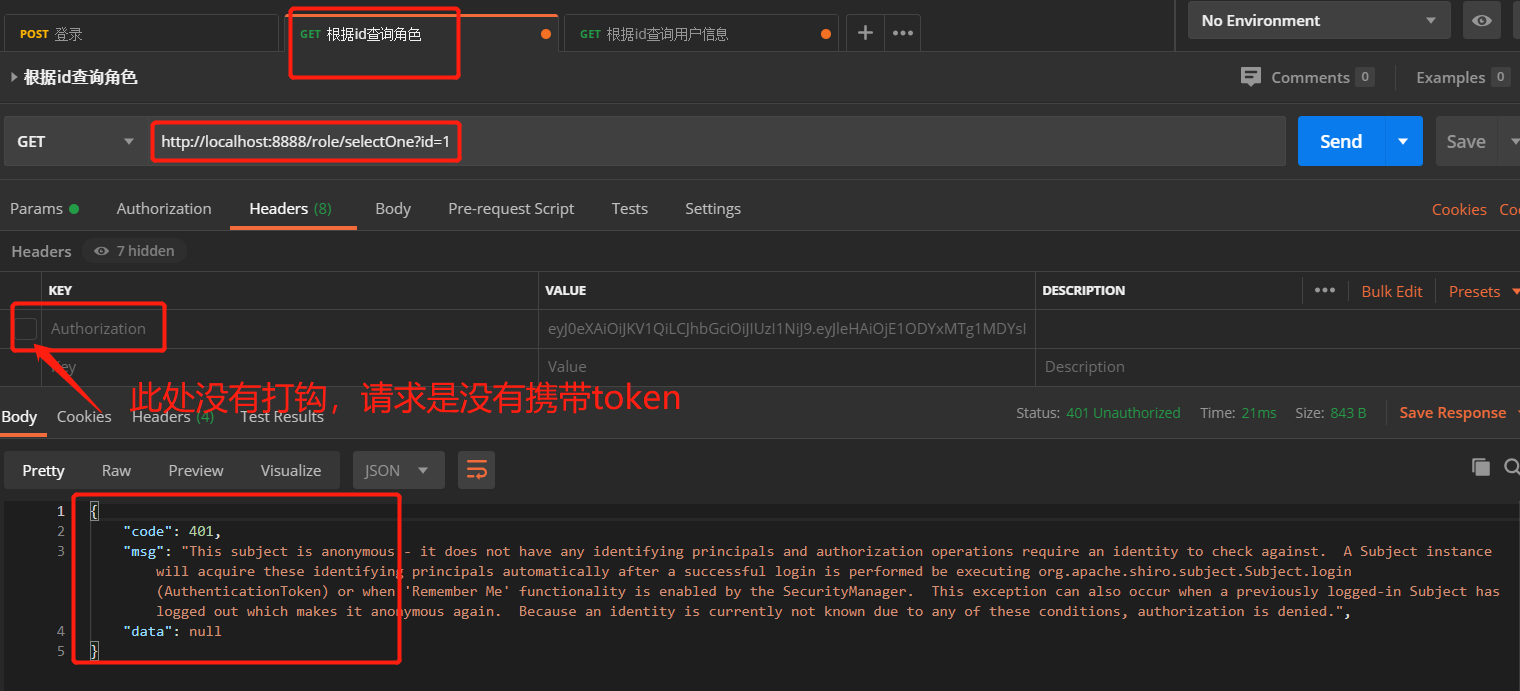 POST 登录
GET 根据id查询角色
GET 根据id查询用户信息
No Environment
根据id查询角色
Comments 0
Examples 0
GET
http://localhost:8888/role/selectOne?id=1
Send
Save
Params
Authorization
Headers (8)
Body
Pre-request Script
Tests
Settings
Cookies
Headers
7 hidden
KEY
VALUE
DESCRIPTION
Bulk Edit
Presets
Authorization
Key
Value
Description
此处没有打钩，请求是没有携带token
Body
Cookies
Headers (4)
Test Results
Status: 401 Unauthorized
Time: 21ms
Size: 843 B
Save Response
Pretty
Raw
Preview
Visualize
JSON
1 {
2 "code": 401,
3 "msg": "This subject is anonymous - it does not have any identifying principals and authorization operations require an identity to check against.  A Subject instance
will acquire these identifying principals automatically after a successful login is performed be executing org.apache.shiro.subject.Subject.login
(AuthenticationToken) or when 'Remember Me' functionality is enabled by the SecurityManager.  This exception can also occur when a previously logged-in Subject has
logged out which makes it anonymous again.  Because an identity is currently not known due to any of these conditions, authorization is denied.",
4 "data": null
5 }